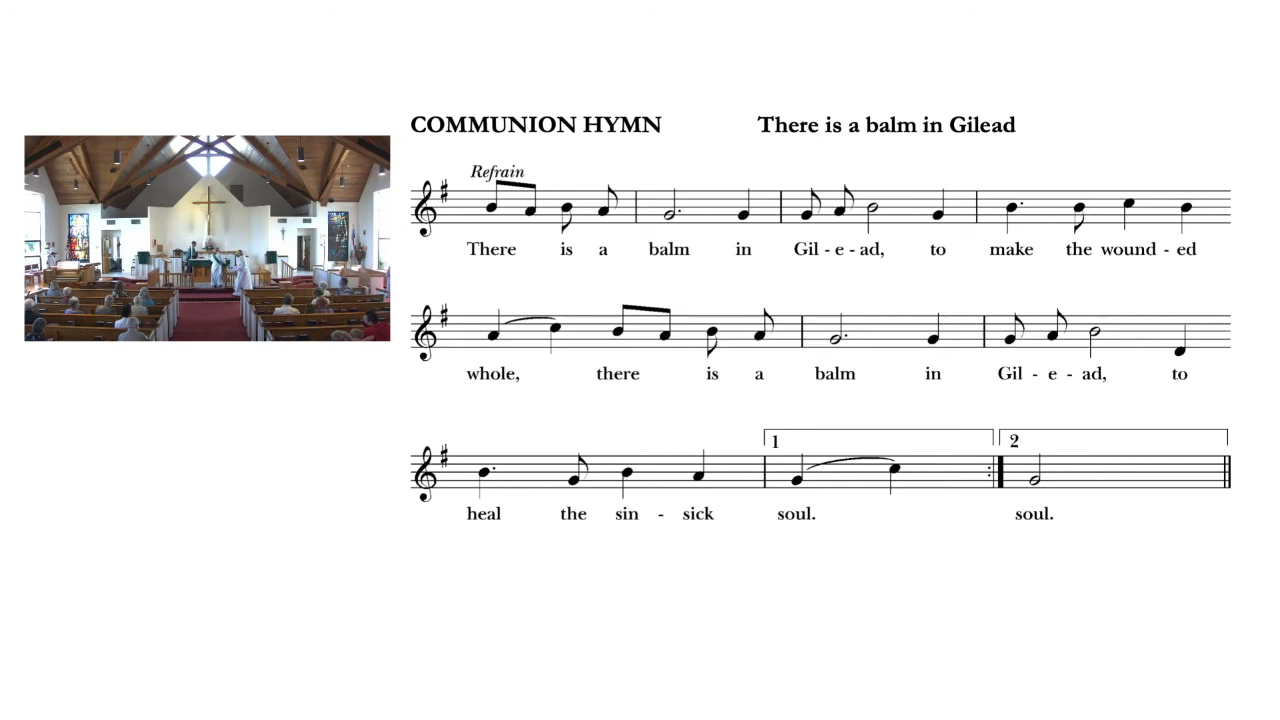 COMMUNION HYMN There is a balm in Gilead
Refrain
There is a balm in Gil - e - ad, to make the wound - ed
whole, there is a balm in Gil - e - ad, to
1 2
heal the sin - sick soul. soul.